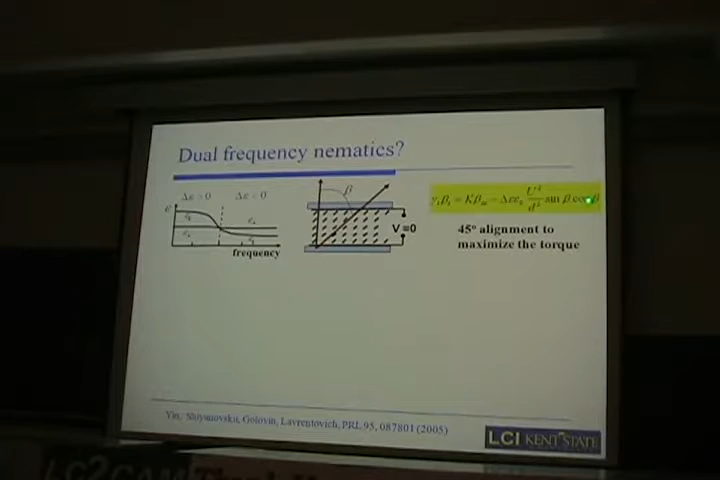 Dual frequency nematics?
Δε > 0 Δε < 0
ε
frequency
β
V=0
45° alignment to
maximize the torque
Yin, Shiyanovskii, Golovin, Lavrentovich, PRL 95, 087801 (2005)
LCI KENT STATE